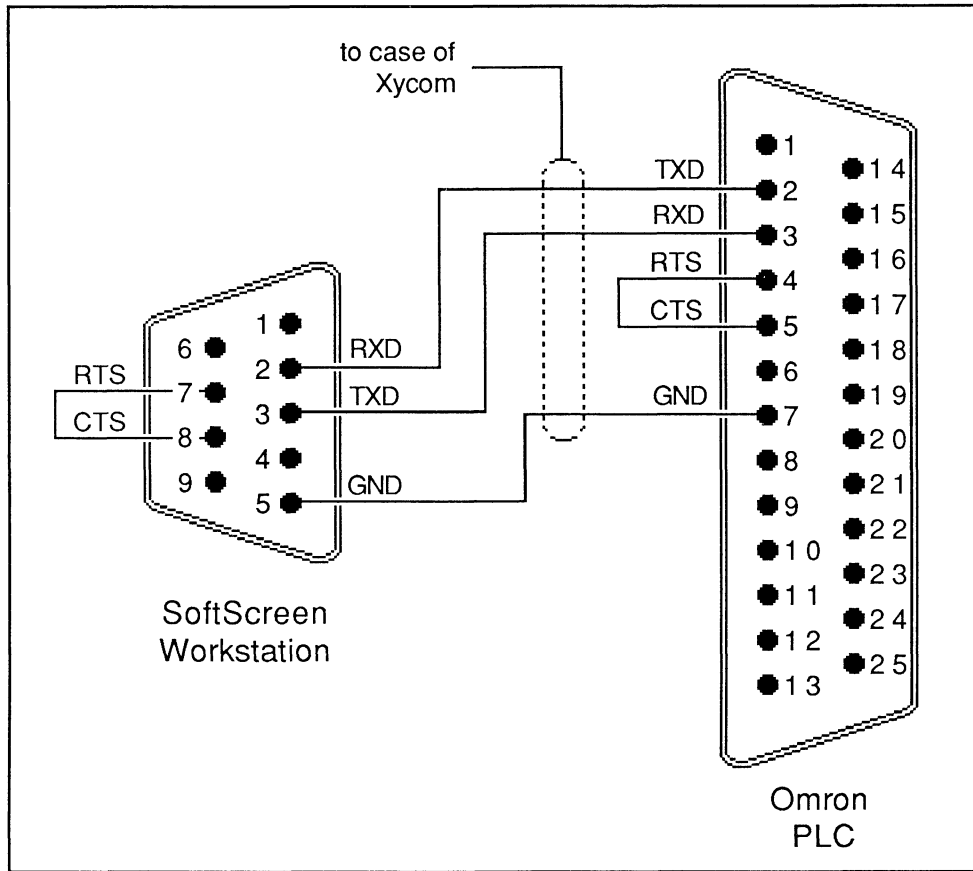 to case of
Xycom
TXD
RXD
RTS
CTS
GND
1
2
3
4
5
6
7
8
9
10
11
12
13
14
15
16
17
18
19
20
21
22
23
24
25
RTS
CTS
6
7
8
9
1
2
3
4
5
RXD
TXD
GND
SoftScreen
Workstation
Omron
PLC